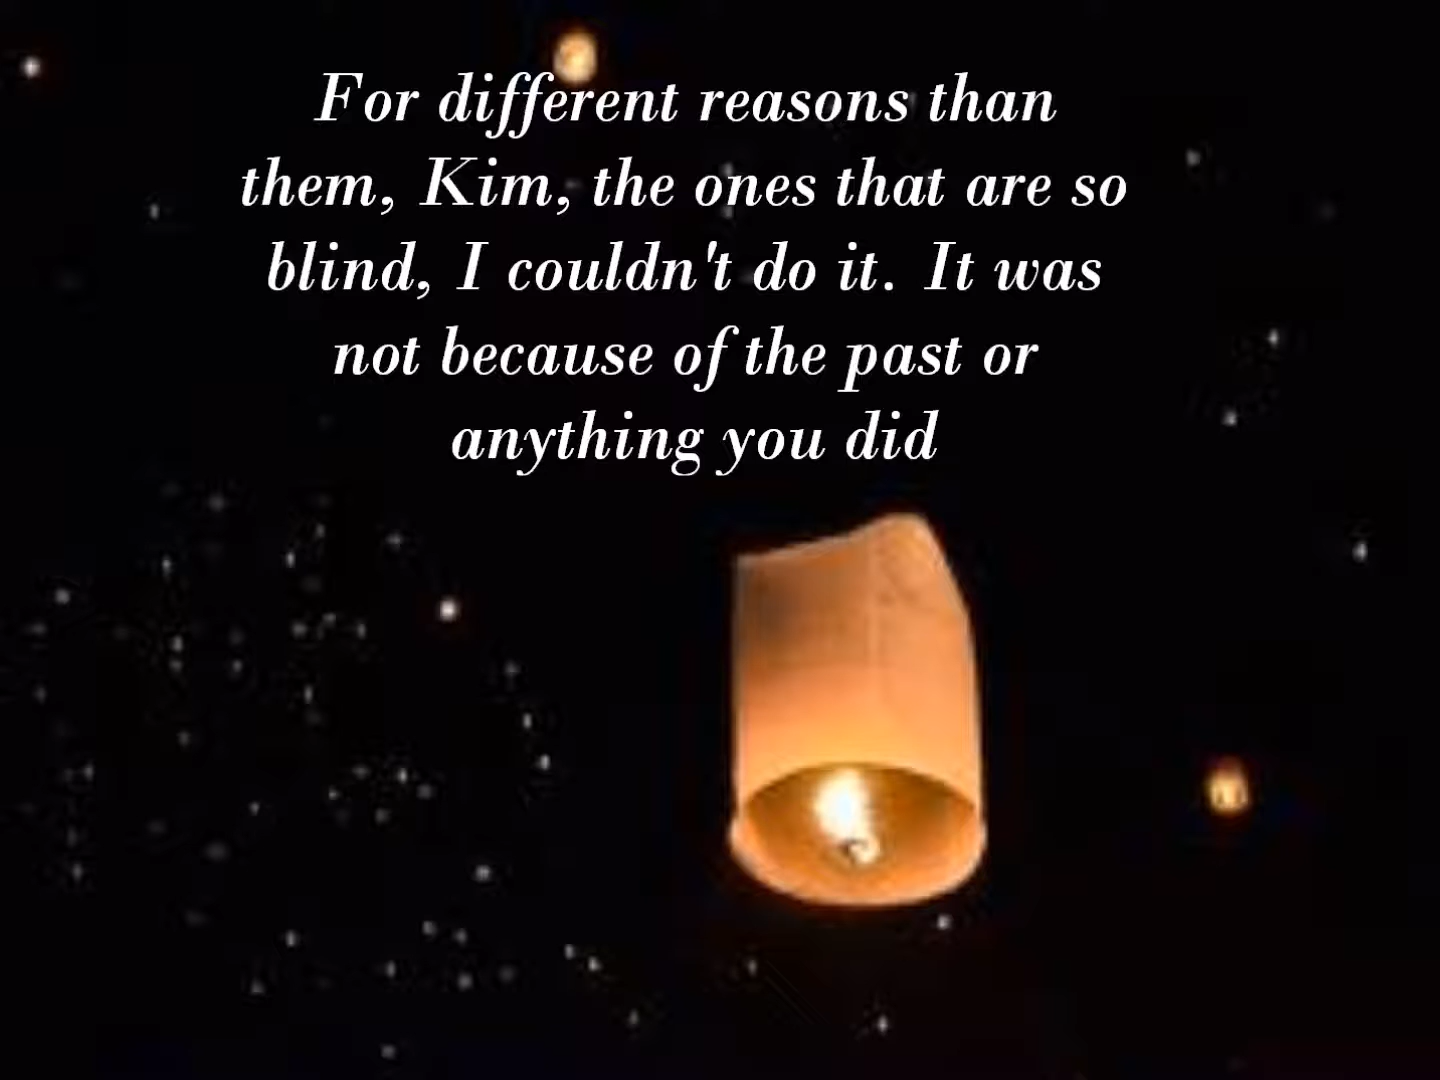 For different reasons than
them, Kim, the ones that are so
blind, I couldn't do it. It was
not because of the past or
anything you did